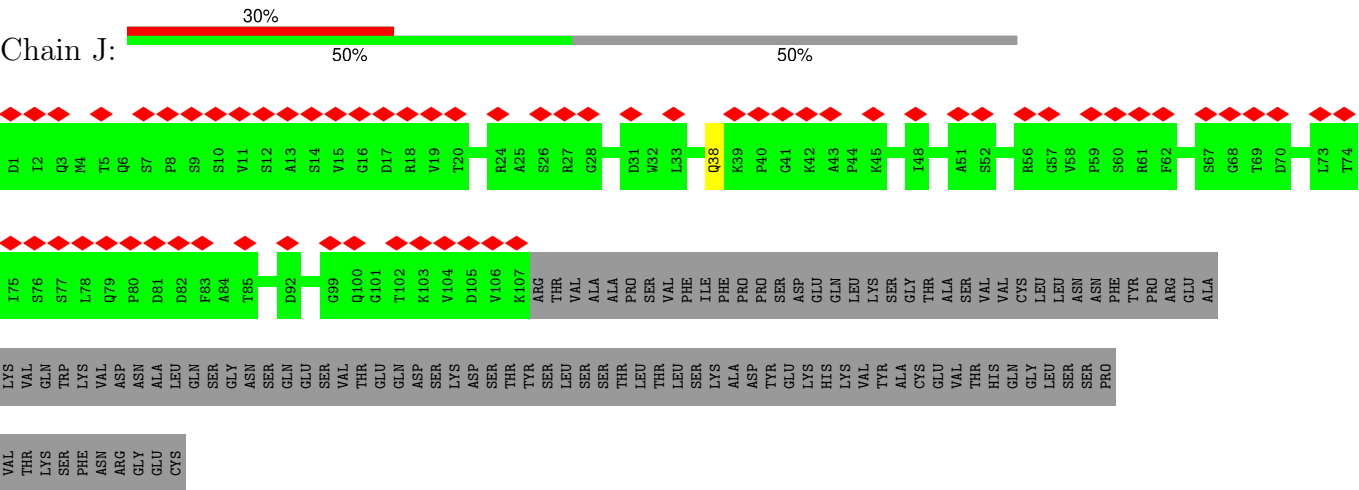 30%
Chain J:
50% 50%
D1 I2 Q3 M4 T5 Q6 S7 P8 S9 S10 V11 S12 A13 S14 V15 G16 D17 R18 V19 T20 R24 A25 S26 R27 G28 D31 W32 L33 Q38 K39 P40 G41 K42 A43 P44 K45 I48 A51 S52 R56 G57 V58 P59 S60 R61 F62 S67 G68 T69 D70 L73 T74
I75 S76 S77 L78 Q79 P80 D81 D82 F83 A84 T85 D92 G99 Q100 G101 T102 K103 V104 D105 V106 K107 ARG THR VAL ALA ALA PRO SER VAL PHE ILE PHE PRO PRO SER ASP GLU GLN LEU LYS SER GLY THR ALA SER VAL VAL CYS LEU LEU ASN ASN PHE TYR PRO ARG GLU ALA
LYS VAL GLN TRP LYS VAL ASP ASN ALA LEU GLN SER GLY ASN SER GLN GLU SER VAL THR GLU GLN ASP SER LYS ASP SER THR TYR SER LEU SER SER THR LEU THR LEU SER LYS ALA ASP TYR GLU LYS HIS LYS VAL TYR ALA CYS GLU VAL THR HIS GLN GLY LEU SER SER PRO
VAL THR LYS SER PHE ASN ARG GLY GLU CYS